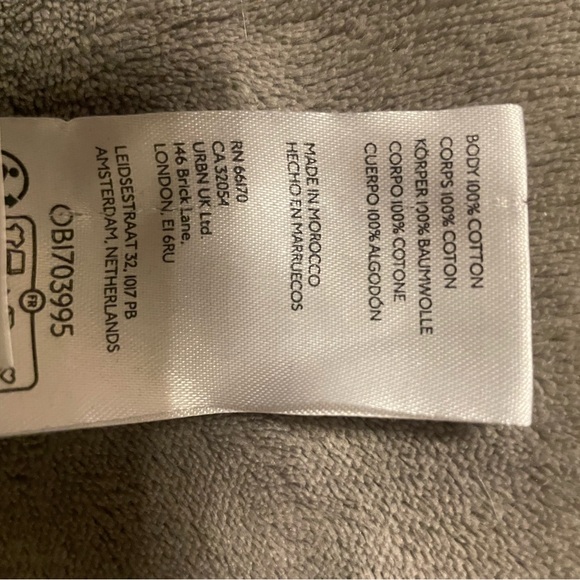 BODY 100% COTTON
CORPS 100% COTON
KÖRPER 100% BAUMWOLLE
CORPO 100% COTONE
CUERPO 100% ALGODÓN
MADE IN MOROCCO
HECHO EN MARRUECOS
RN 66170
CA 32054
URBN UK Ltd.
146 Brick Lane,
LONDON, E1 6RU
LEIDSESTRAAT 32, 1017 PB
AMSTERDAM, NETHERLANDS
OB1703995
FR